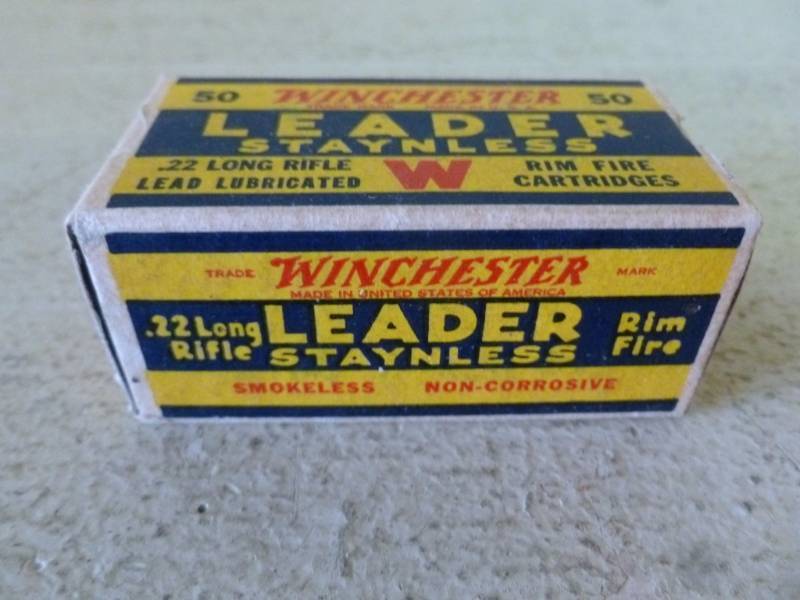 50 WINCHESTER 50
LEADER
STAYNLESS
.22 LONG RIFLE W RIM FIRE
LEAD LUBRICATED CARTRIDGES
TRADE WINCHESTER MARK
MADE IN UNITED STATES OF AMERICA
.22 Long LEADER Rim
Rifle STAYNLESS Fire
SMOKELESS NON-CORROSIVE